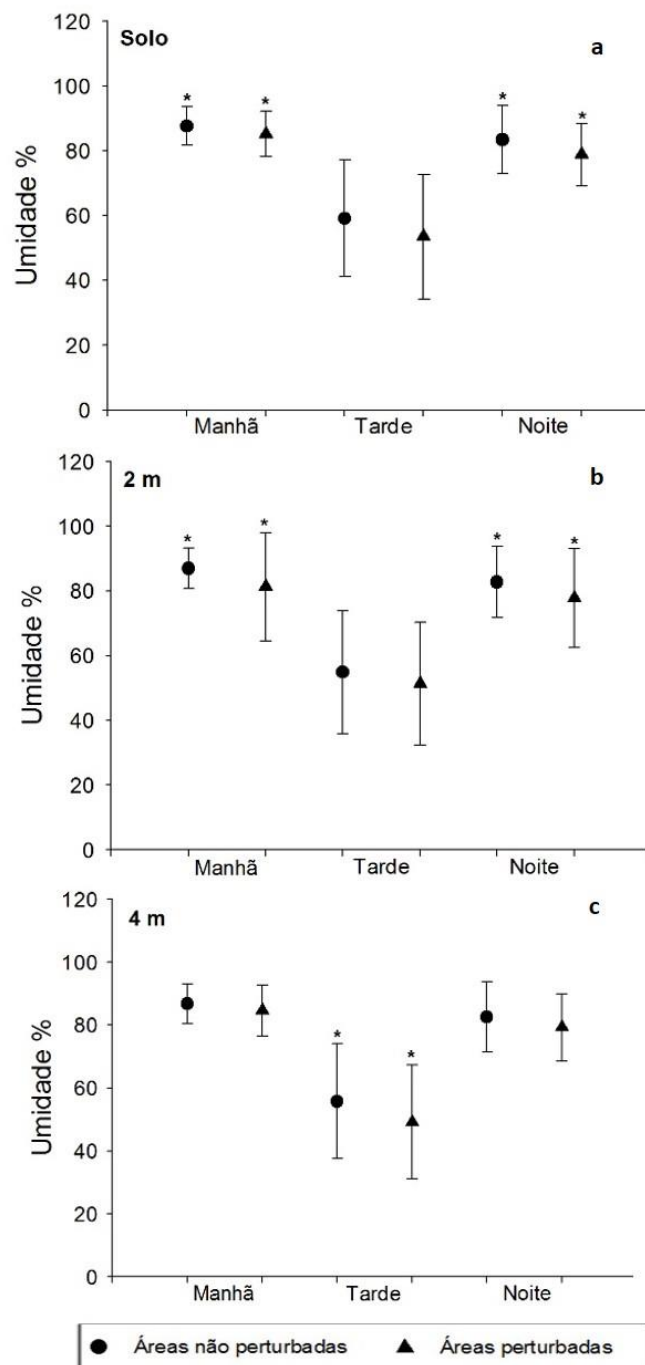 Solo
a
120
100
80
60
40
20
0
Umidade %
* * * *
Manhã Tarde Noite
2 m
b
120
100
80
60
40
20
0
Umidade %
* * * *
Manhã Tarde Noite
4 m
c
120
100
80
60
40
20
0
Umidade %
* *
Manhã Tarde Noite
Áreas não perturbadas Áreas perturbadas